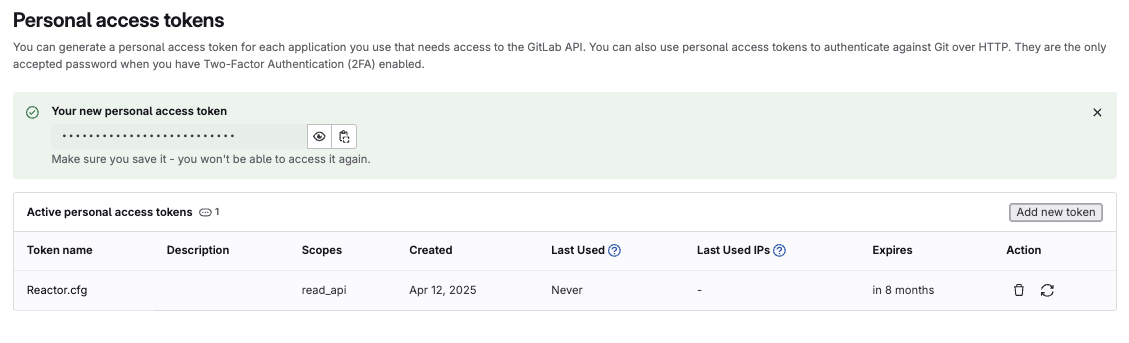 Personal access tokens
You can generate a personal access token for each application you use that needs access to the GitLab API. You can also use personal access tokens to authenticate against Git over HTTP. They are the only
accepted password when you have Two-Factor Authentication (2FA) enabled.
Your new personal access token
••••••••••••••••••••••••••
Make sure you save it - you won't be able to access it again.
Active personal access tokens 1
Add new token
Token name Description Scopes Created Last Used Last Used IPs Expires Action
Reactor.cfg read_api Apr 12, 2025 Never - in 8 months